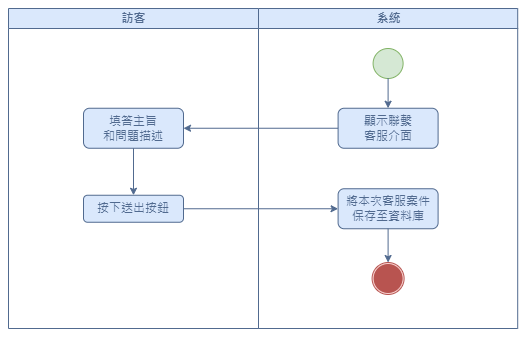 訪客
系統
顯示聯繫
客服介面
填答主旨
和問題描述
按下送出按鈕
將本次客服案件
保存至資料庫